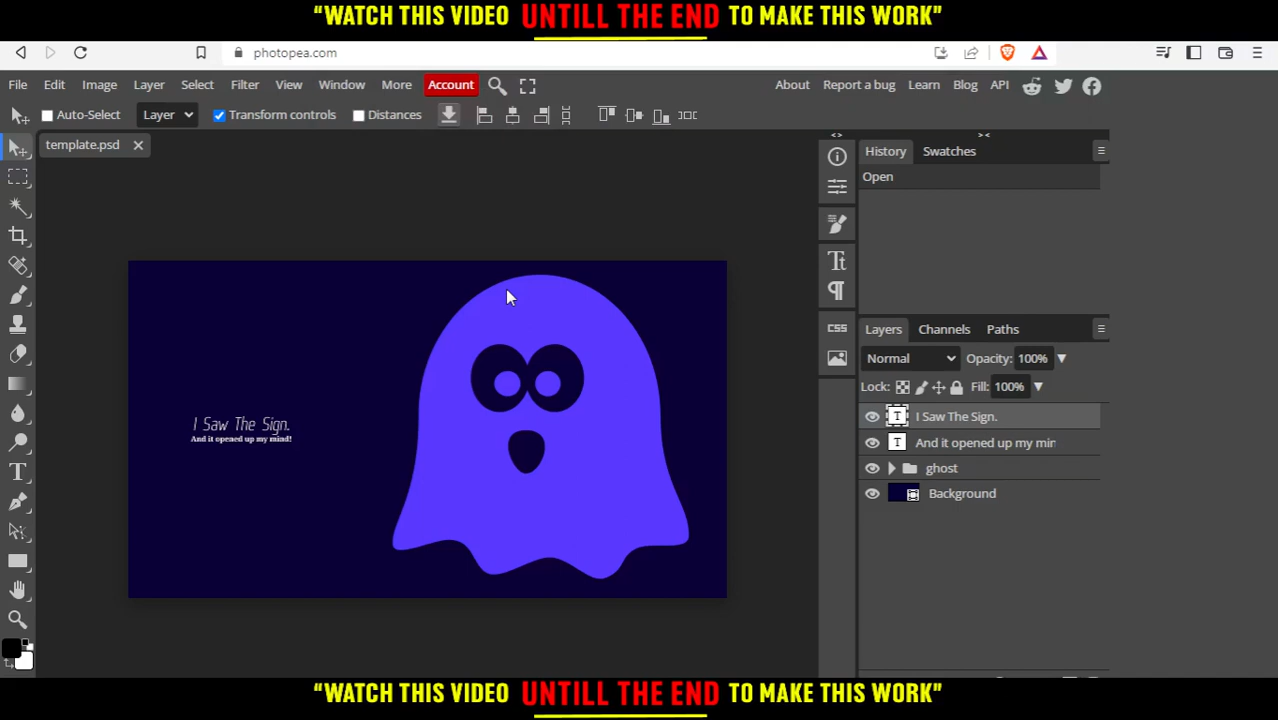 “WATCH THIS VIDEO UNTILL THE END TO MAKE THIS WORK”
photopea.com
File Edit Image Layer Select Filter View Window More Account About Report a bug Learn Blog API
Auto-Select Layer Transform controls Distances
template.psd
History Swatches
Open
I Saw The Sign.
And it opened up my mind!
CSS
Layers Channels Paths
Normal Opacity: 100%
Lock: Fill: 100%
I Saw The Sign.
And it opened up my min
ghost
Background
“WATCH THIS VIDEO UNTILL THE END TO MAKE THIS WORK”